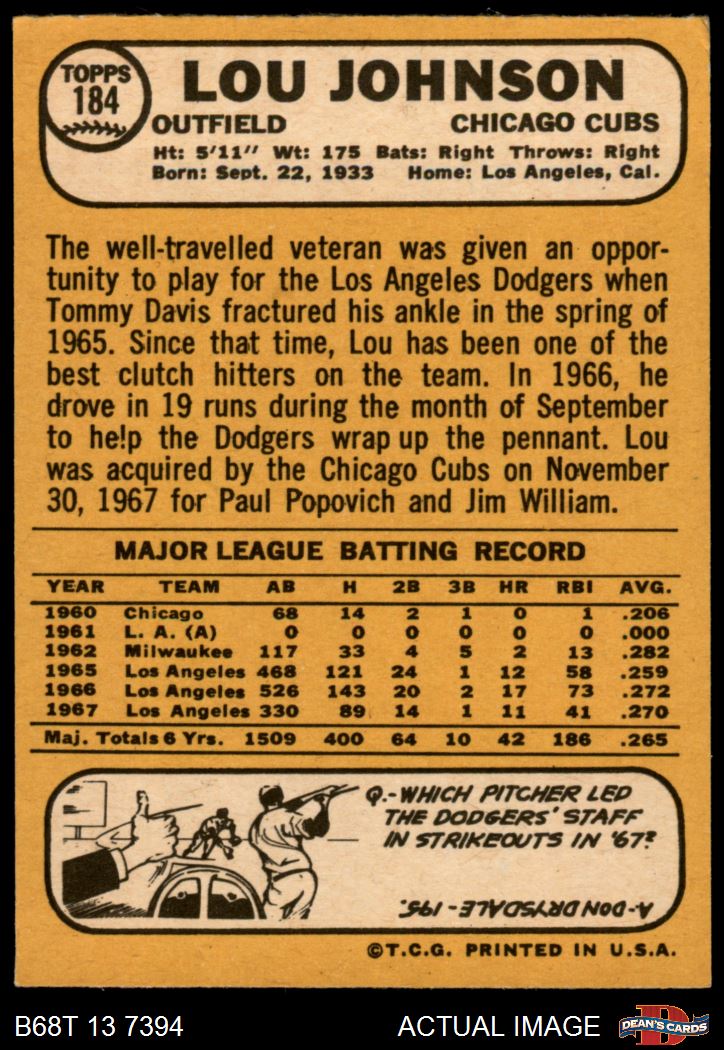 TOPPS
184
LOU JOHNSON
OUTFIELD CHICAGO CUBS
Ht: 5'11" Wt: 175 Bats: Right Throws: Right
Born: Sept. 22, 1933 Home: Los Angeles, Cal.
The well-travelled veteran was given an oppor-
tunity to play for the Los Angeles Dodgers when
Tommy Davis fractured his ankle in the spring of
1965. Since that time, Lou has been one of the
best clutch hitters on the team. In 1966, he
drove in 19 runs during the month of September
to help the Dodgers wrap up the pennant. Lou
was acquired by the Chicago Cubs on November
30, 1967 for Paul Popovich and Jim William.
MAJOR LEAGUE BATTING RECORD
YEAR TEAM AB H 2B 3B HR RBI AVG.
1960 Chicago 68 14 2 1 0 1 .206
1961 L. A. (A) 0 0 0 0 0 0 .000
1962 Milwaukee 117 33 4 5 2 13 .282
1965 Los Angeles 468 121 24 1 12 58 .259
1966 Los Angeles 526 143 20 2 17 73 .272
1967 Los Angeles 330 89 14 1 11 41 .270
Maj. Totals 6 Yrs. 1509 400 64 10 42 186 .265
Q.-WHICH PITCHER LED
THE DODGERS' STAFF
IN STRIKEOUTS IN '67?
A-DON DRYSDALE-196.
©T.C.G. PRINTED IN U.S.A.
B68T 13 7394 ACTUAL IMAGE
DEAN'S CARDS